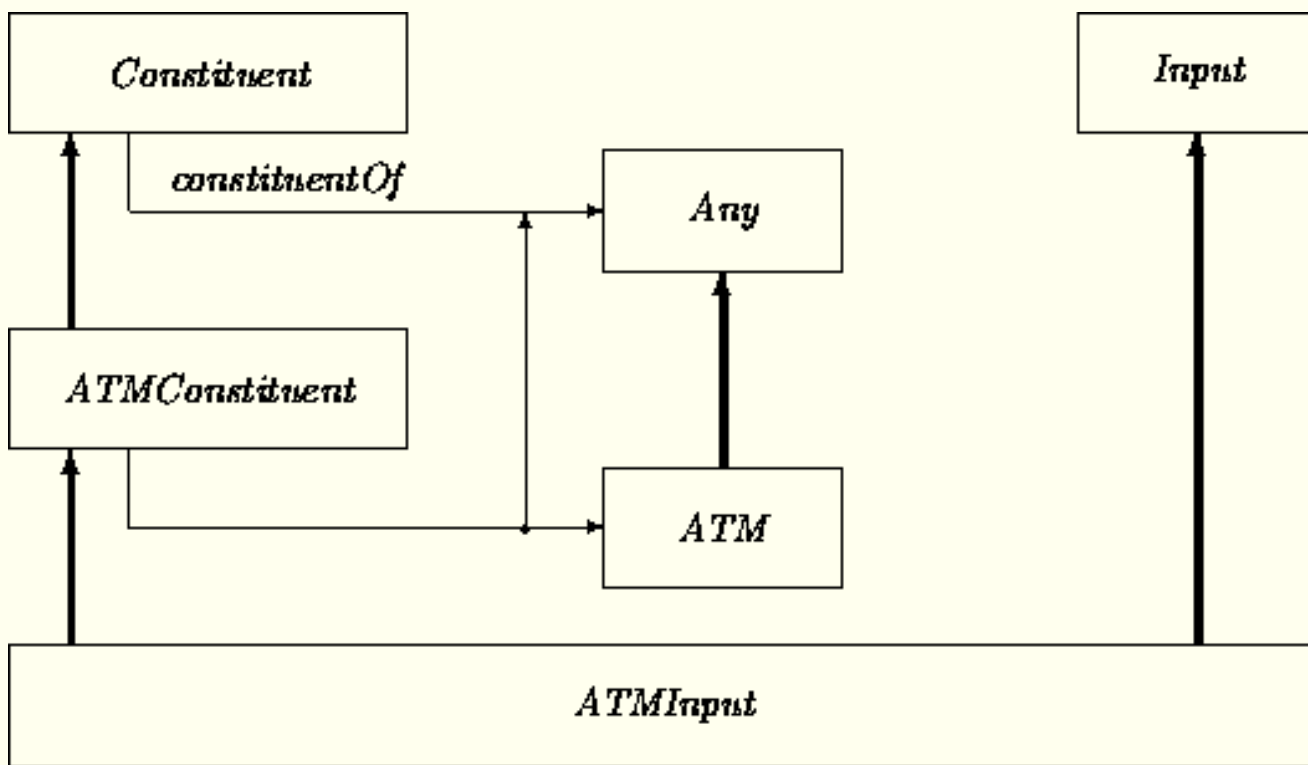 Constituent
Input
constituentOf
Any
ATMConstituent
ATM
ATMInput